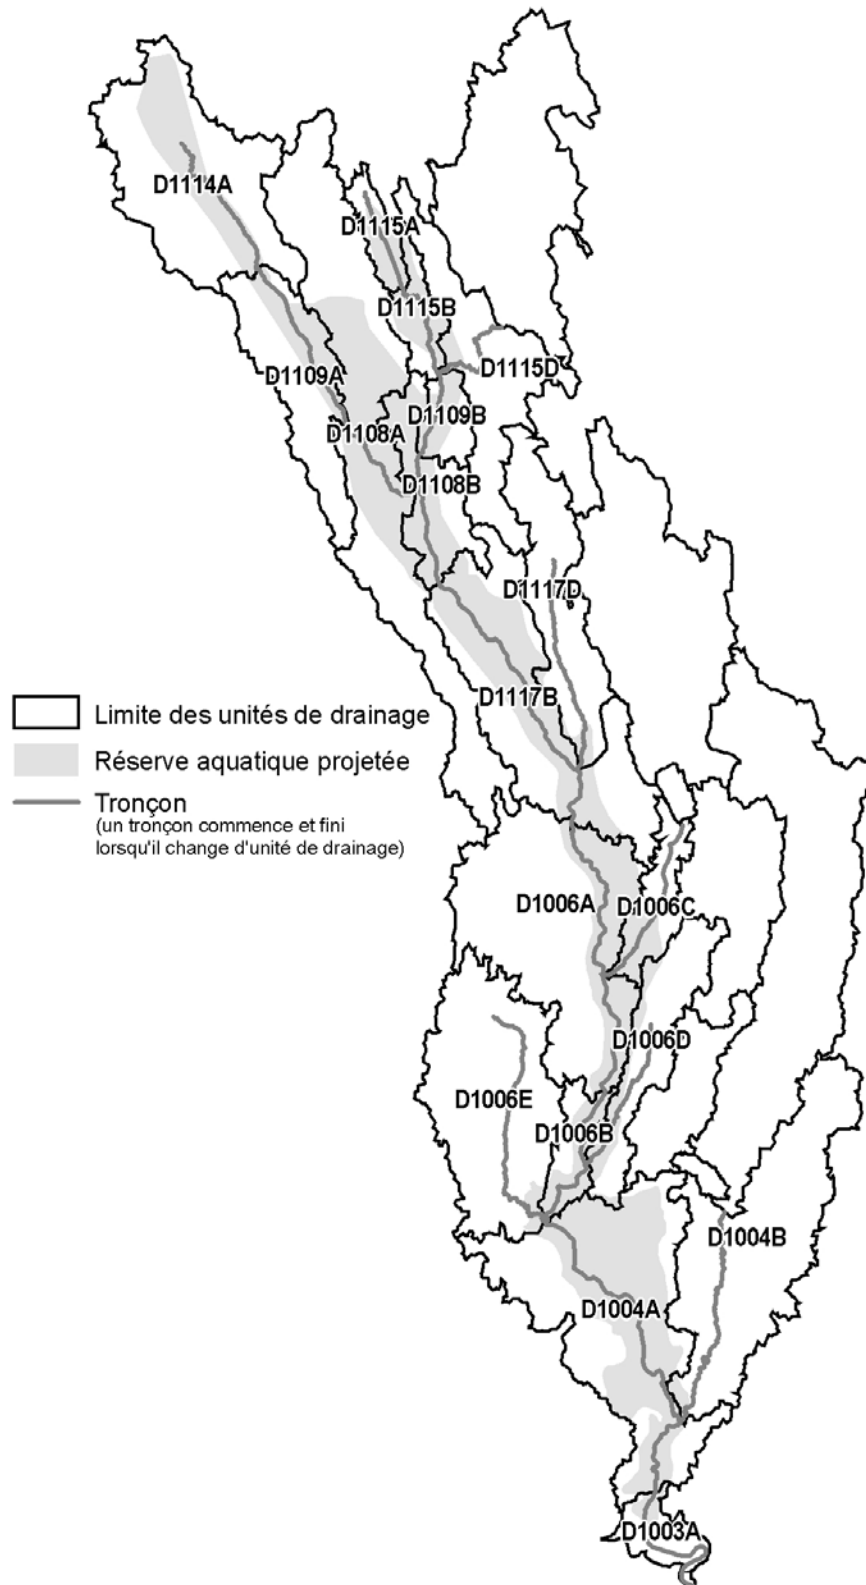 D1114A
D1115A
D1115B
D1115D
D1109A
D1109B
D1108A
D1108B
D1117D
D1117B
Limite des unités de drainage
Réserve aquatique projetée
Tronçon
(un tronçon commence et fini
lorsqu'il change d'unité de drainage)
D1006A
D1006C
D1006D
D1006E
D1006B
D1004B
D1004A
D1003A